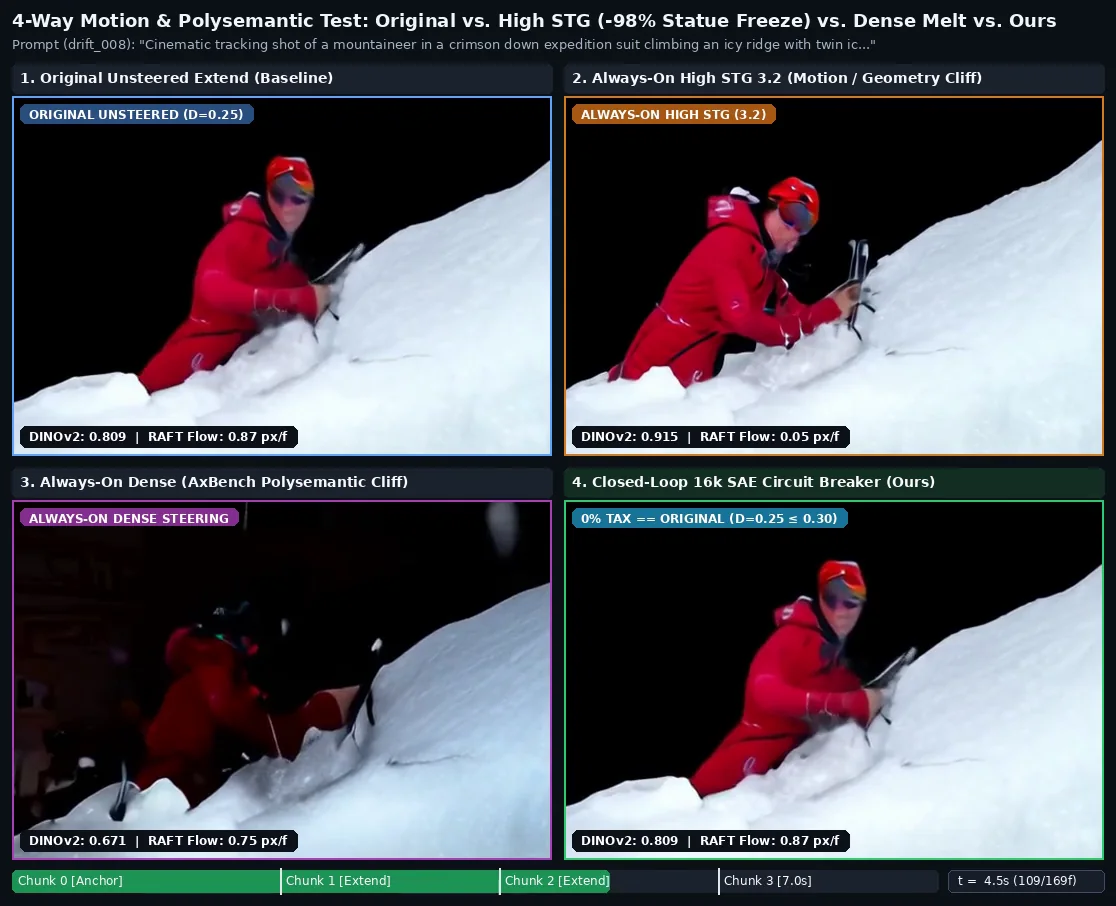 4-Way Motion & Polysemantic Test: Original vs. High STG (-98% Statue Freeze) vs. Dense Melt vs. Ours
Prompt (drift_008): "Cinematic tracking shot of a mountaineer in a crimson down expedition suit climbing an icy ridge with twin ic..."
1. Original Unsteered Extend (Baseline)
ORIGINAL UNSTEERED (D=0.25)
DINOv2: 0.809 | RAFT Flow: 0.87 px/f
2. Always-On High STG 3.2 (Motion / Geometry Cliff)
ALWAYS-ON HIGH STG (3.2)
DINOv2: 0.915 | RAFT Flow: 0.05 px/f
3. Always-On Dense (AxBench Polysemantic Cliff)
ALWAYS-ON DENSE STEERING
DINOv2: 0.671 | RAFT Flow: 0.75 px/f
4. Closed-Loop 16k SAE Circuit Breaker (Ours)
0% TAX == ORIGINAL (D=0.25 ≤ 0.30)
DINOv2: 0.809 | RAFT Flow: 0.87 px/f
Chunk 0 [Anchor]
Chunk 1 [Extend]
Chunk 2 [Extend]
Chunk 3 [7.0s]
t = 4.5s (109/169f)